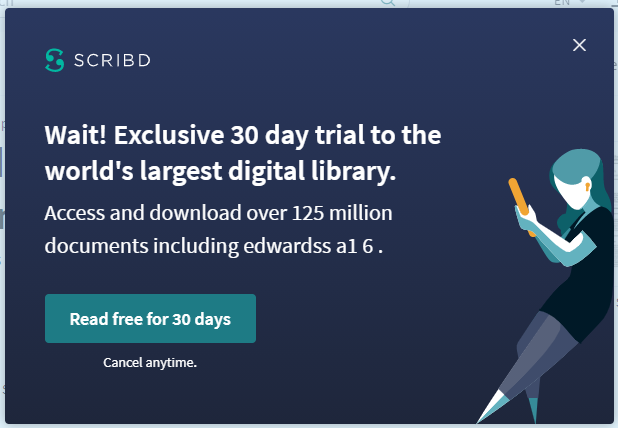 EN
SCRIBD
Wait! Exclusive 30 day trial to the
world's largest digital library.
Access and download over 125 million
documents including edwardss a1 6 .
Read free for 30 days
Cancel anytime.